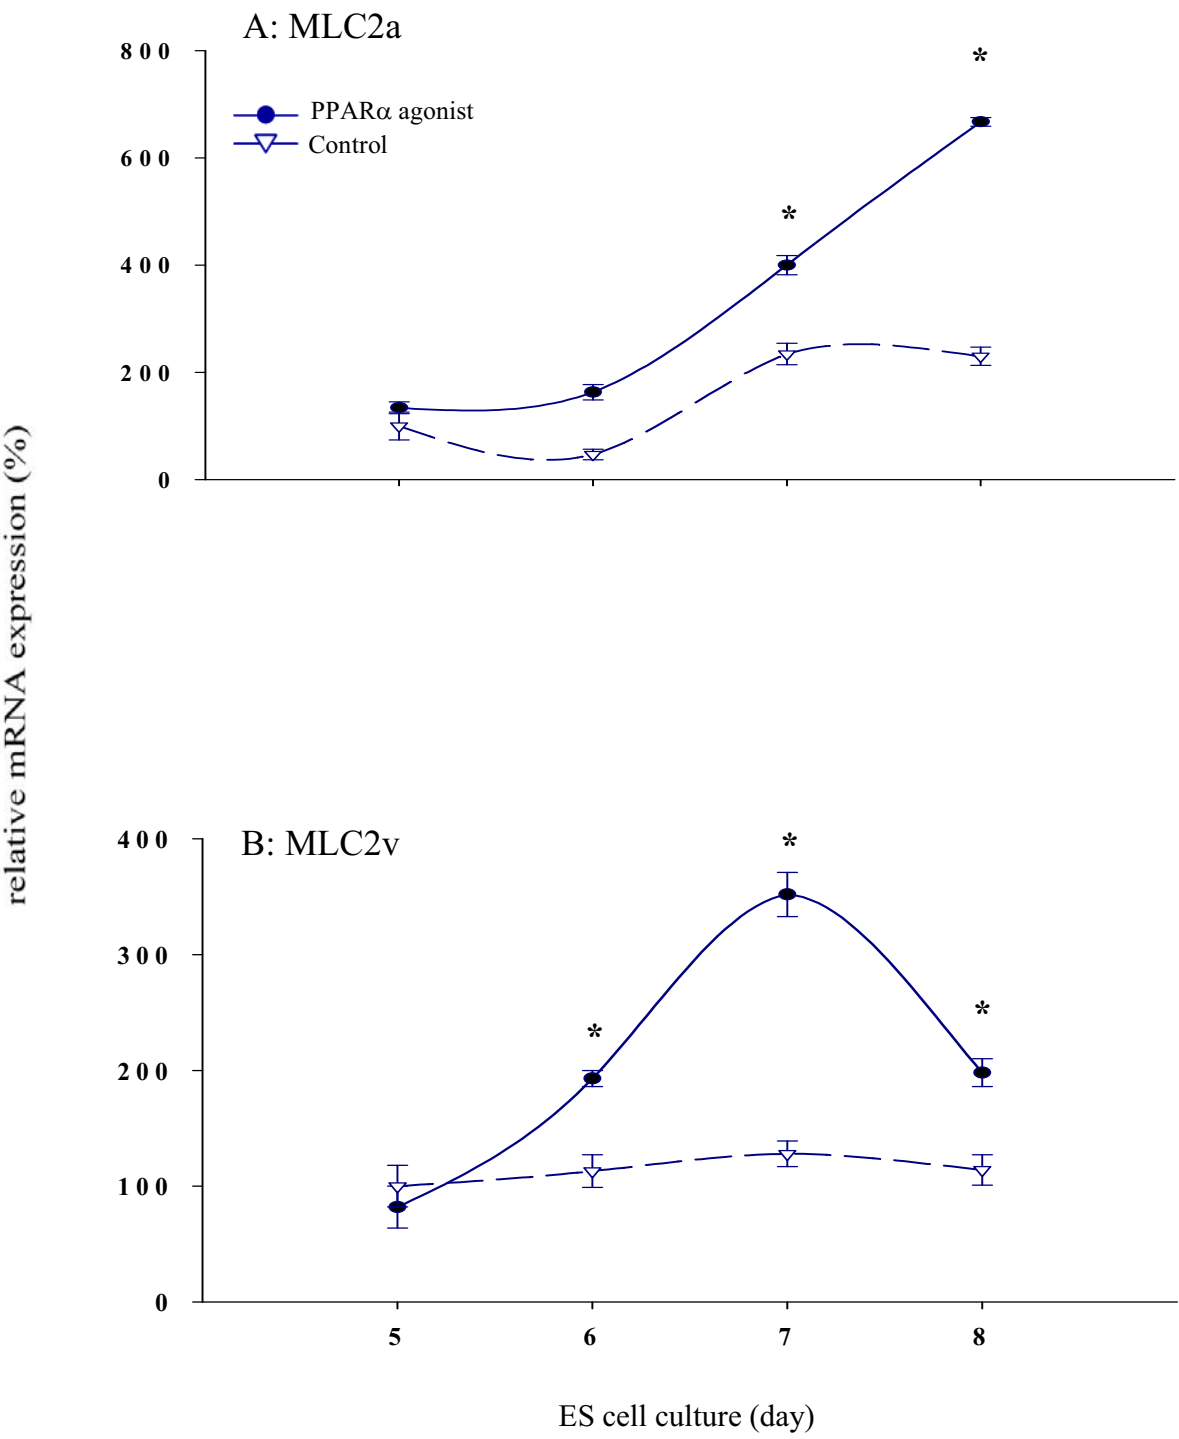 A: MLC2a
800
PPARα agonist
Control
600
*
*
400
200
0
relative mRNA expression (%)
B: MLC2v
400
*
300
*
*
200
100
0
5 6 7 8
ES cell culture (day)